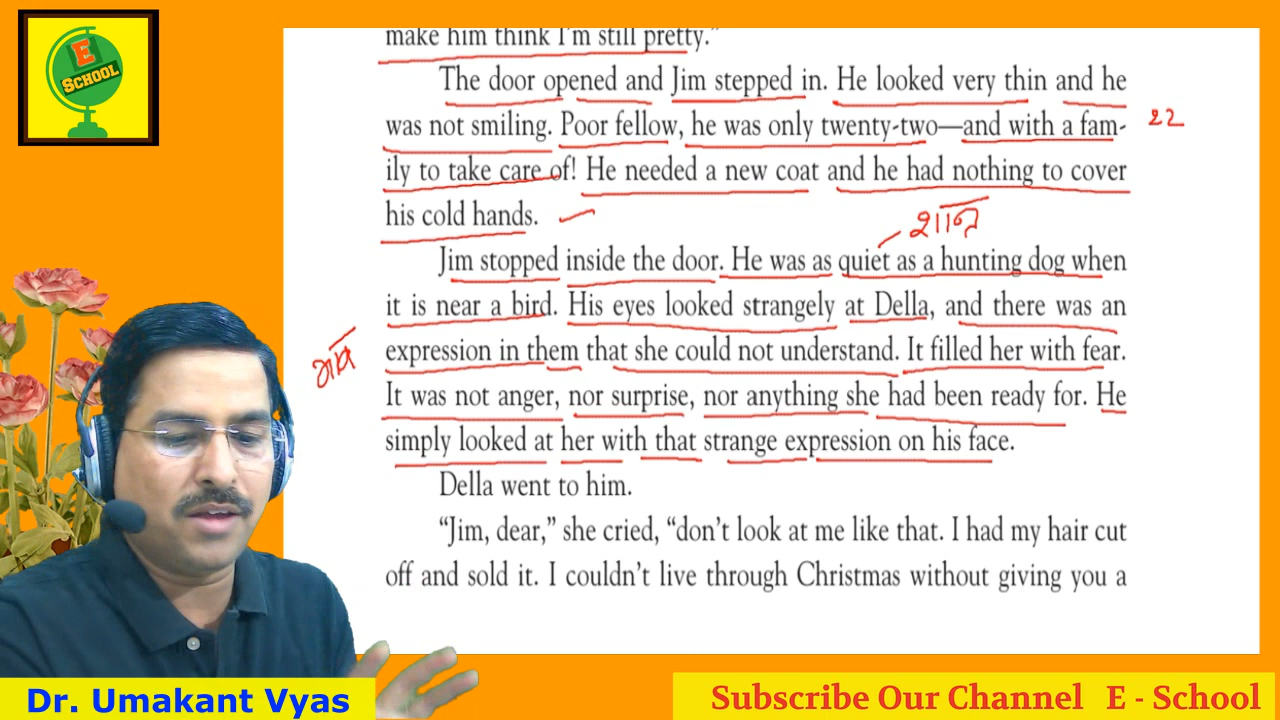 E
SCHOOL
make him think I'm still pretty."
The door opened and Jim stepped in. He looked very thin and he
was not smiling. Poor fellow, he was only twenty-two—and with a fam-
22
ily to take care of! He needed a new coat and he had nothing to cover
his cold hands.
Jim stopped inside the door. He was as quiet as a hunting dog when
it is near a bird. His eyes looked strangely at Della, and there was an
expression in them that she could not understand. It filled her with fear.
It was not anger, nor surprise, nor anything she had been ready for. He
simply looked at her with that strange expression on his face.
Della went to him.
"Jim, dear," she cried, "don't look at me like that. I had my hair cut
off and sold it. I couldn't live through Christmas without giving you a
Dr. Umakant Vyas
Subscribe Our Channel E - School